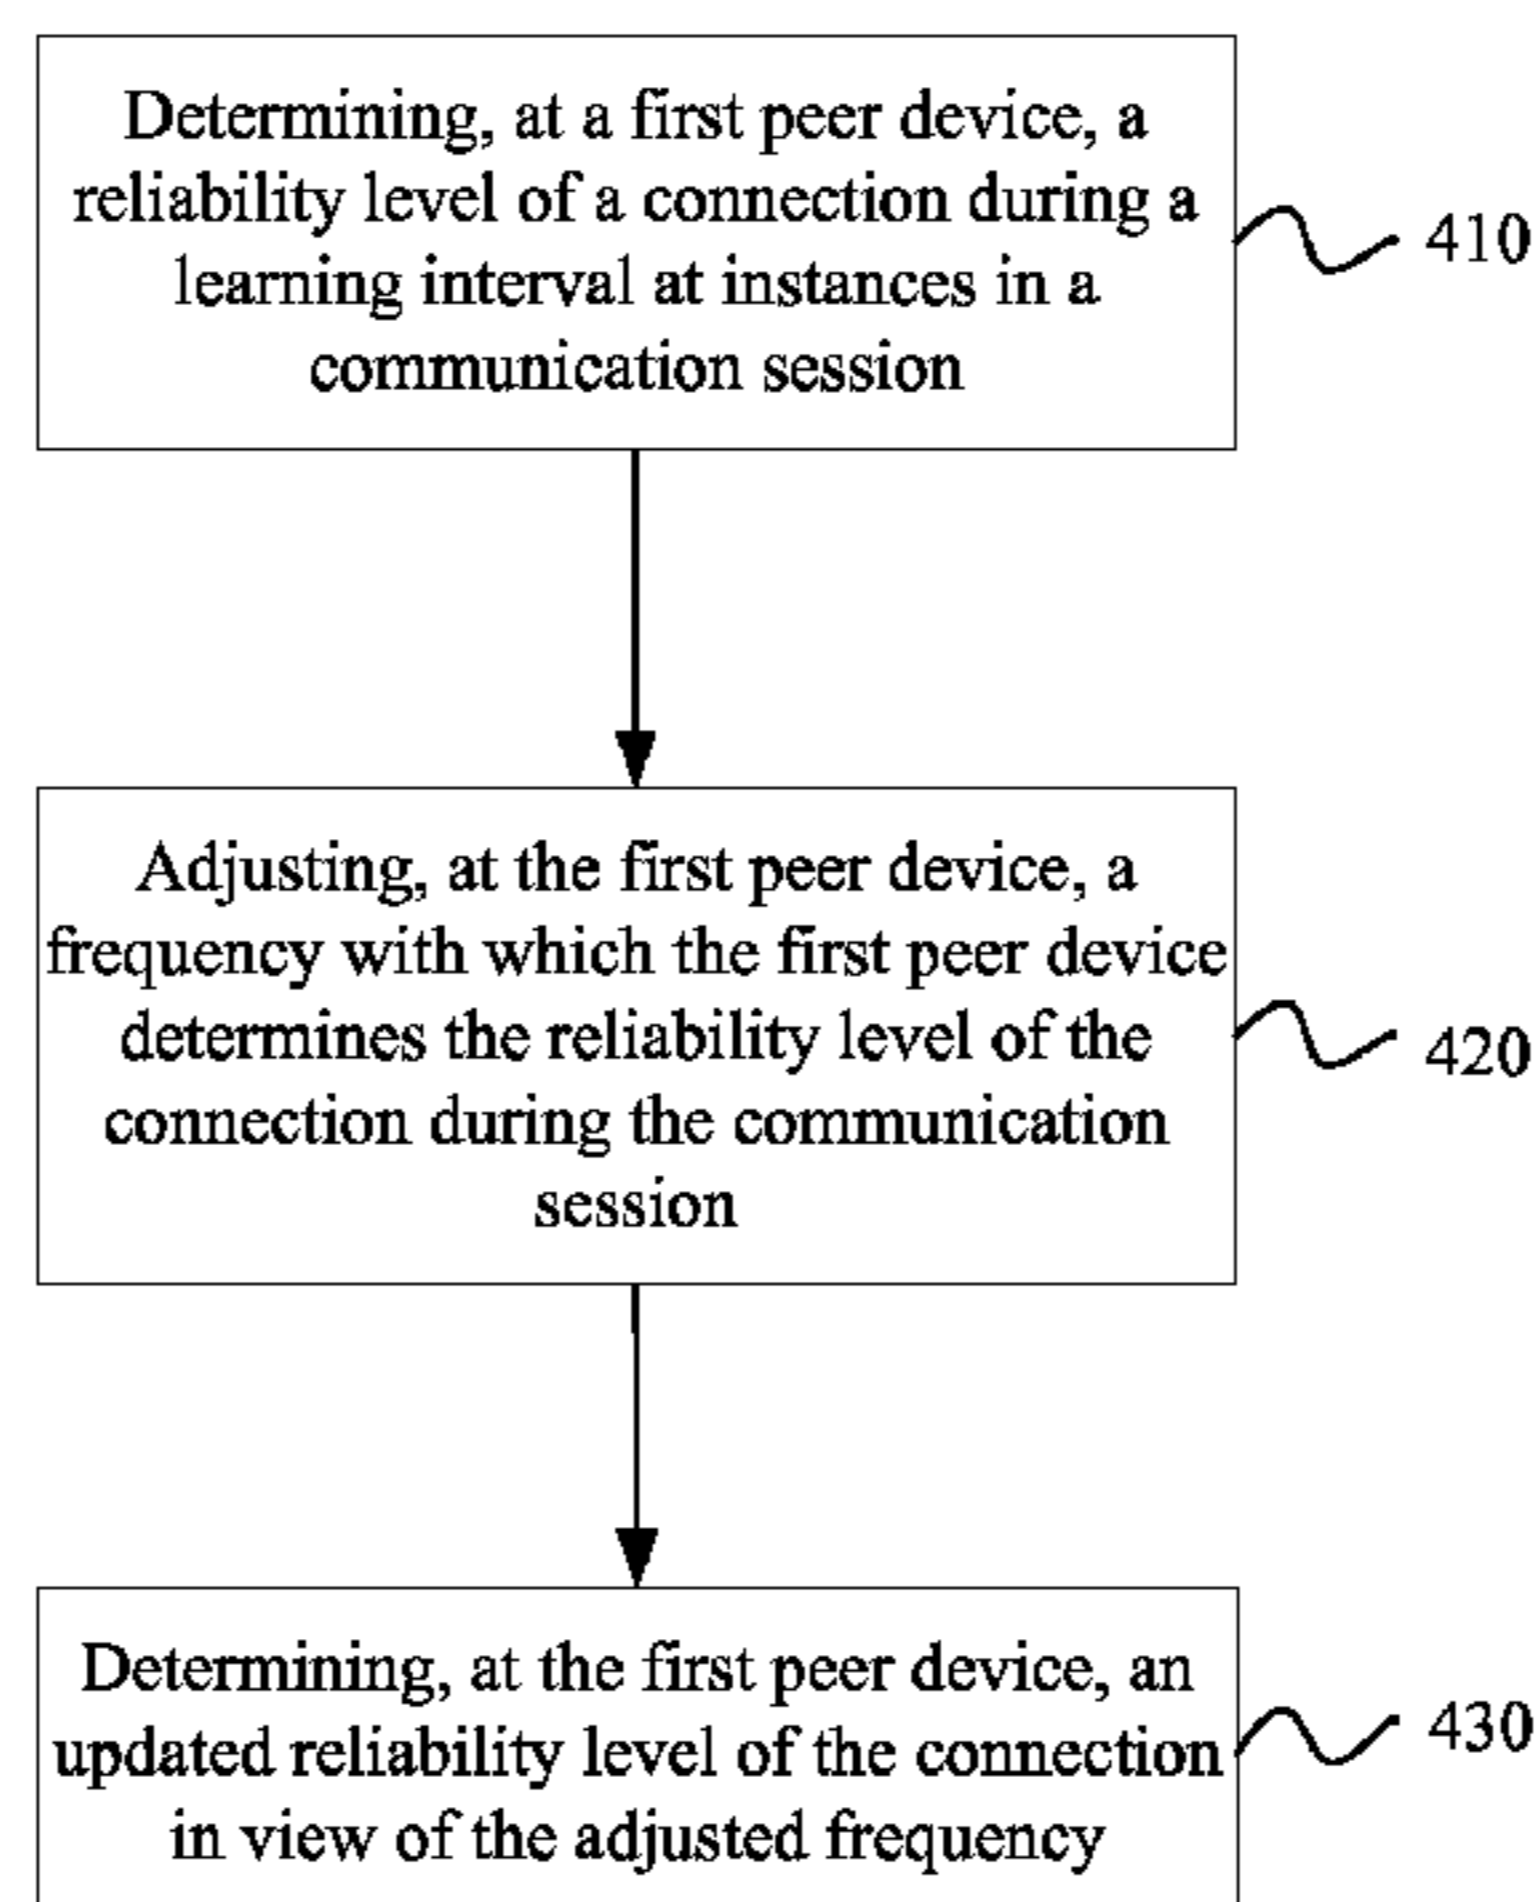 Determining, at a first peer device, a
reliability level of a connection during a
learning interval at instances in a
communication session
410
Adjusting, at the first peer device, a
frequency with which the first peer device
determines the reliability level of the
connection during the communication
session
420
Determining, at the first peer device, an
updated reliability level of the connection
in view of the adjusted frequency
430